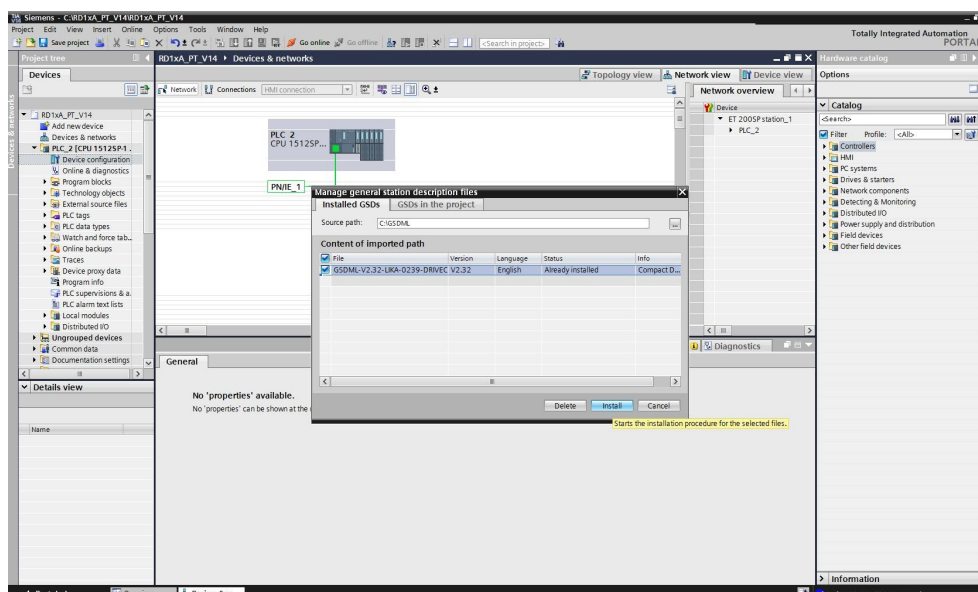 Siemens - C:\RD1xA_PT_V14\RD1xA_PT_V14
Project Edit View Insert Online Options Tools Window Help
Save project
Go online
Go offline
<Search in project>
Totally Integrated Automation
PORTAL
Project tree
RD1xA_PT_V14 Devices & networks
Hardware catalog
Devices
Topology view
Network view
Device view
Options
Network
Connections
HMI connection
Network overview
Devices & networks
RD1xA_PT_V14
Add new device
Devices & networks
PLC_2 [CPU 1512SP-1 .
Device configuration
Online & diagnostics
Program blocks
Technology objects
External source files
PLC tags
PLC data types
Watch and force tab..
Online backups
Traces
Device proxy data
Program info
PLC supervisions & a.
PLC alarm text lists
Local modules
Distributed I/O
Ungrouped devices
Common data
Documentation settings
PLC 2
CPU 1512SP...
PN/IE_1
Device
ET 200SP station_1
PLC_2
Catalog
<Search>
Filter
Profile:
<All>
Controllers
HMI
PC systems
Drives & starters
Network components
Detecting & Monitoring
Distributed I/O
Power supply and distribution
Field devices
Other field devices
Manage general station description files
Installed GSDs
GSDs in the project
Source path:
C:\GSDML
Content of imported path
File Version Language Status Info
GSDML-V2.32-LIKA-0239-DRIVEC V2.32 English Already installed Compact D...
Delete
Install
Cancel
Starts the installation procedure for the selected files.
Diagnostics
General
No 'properties' available.
No 'properties' can be shown at the
Details view
Name
Information